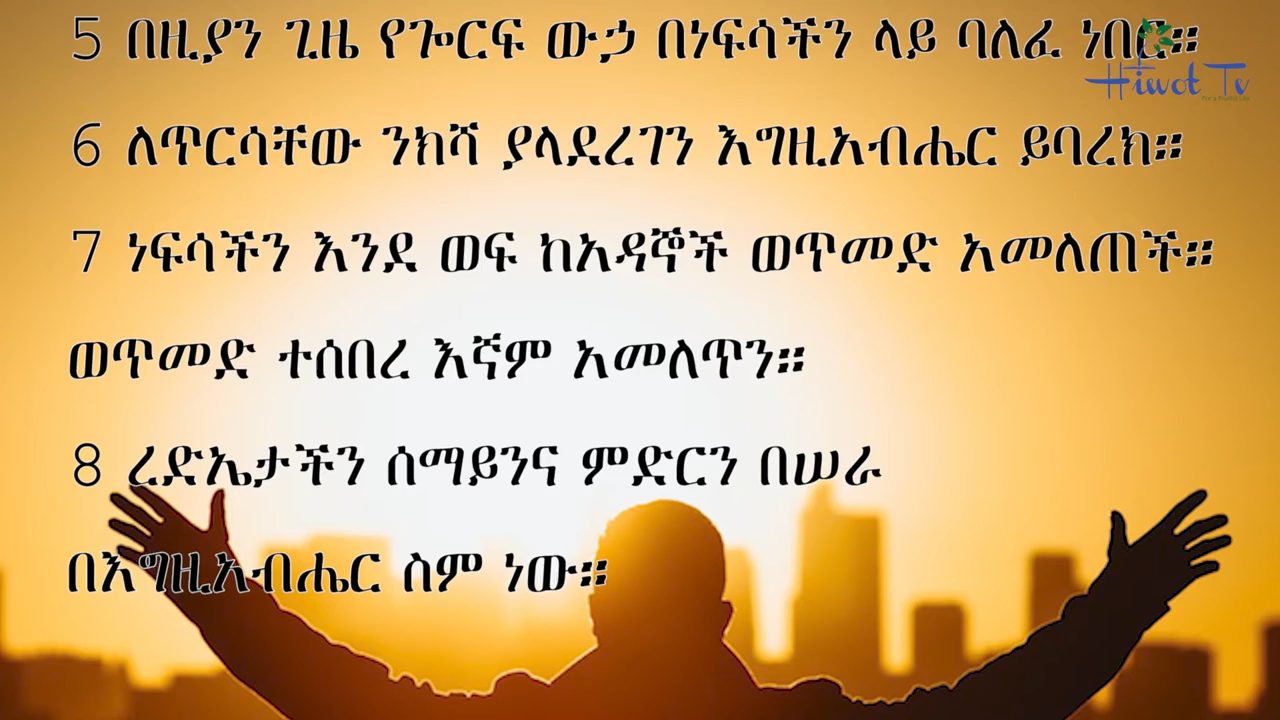 5 በዚያን ጊዜ የጐርፍ ውኃ በነፍሳችን ላይ ባለፈ ነበር።
Hiwot Tv
6 ለጥርሳቸው ንክሻ ያላደረገን እግዚአብሔር ይባረክ።
7 ነፍሳችን እንደ ወፍ ከአዳኞች ወጥመድ አመለጠች።
ወጥመድ ተሰበረ እኛም አመለጥን።
8 ረድኤታችን ሰማይንና ምድርን በሠራ
በእግዚአብሔር ስም ነው።